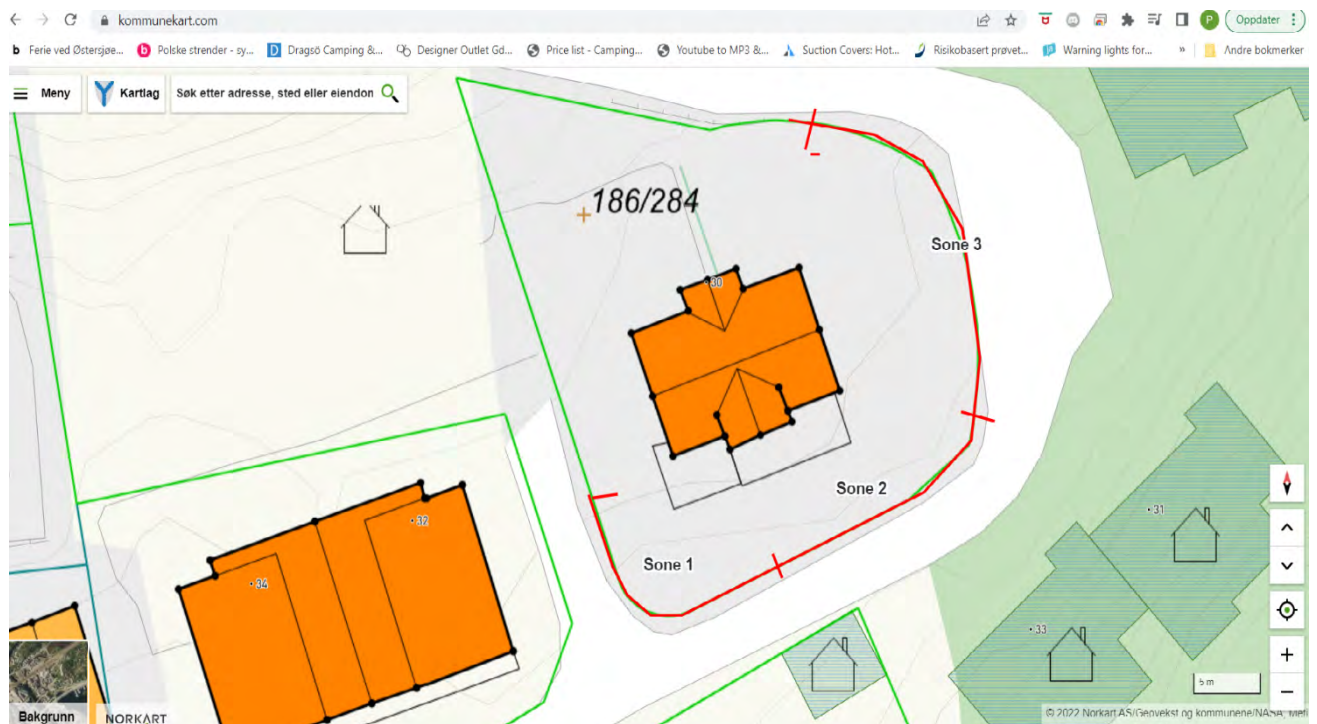 kommunekart.com
P
Oppdater
Ferie ved Østersjøe... Polske strender - sy... Dragsö Camping &... Designer Outlet Gd... Price list - Camping... Youtube to MP3 &... Suction Covers: Hot... Risikobasert prøvet... Warning lights for... » Andre bokmerker
Meny Kartlag Søk etter adresse, sted eller eiendon
186/284
Sone 3
30
Sone 2
32
31
Sone 1
34
33
5 m
Bakgrunn NORKART
© 2022 Norkart AS/Geovekst og kommunene/NASA, Meti